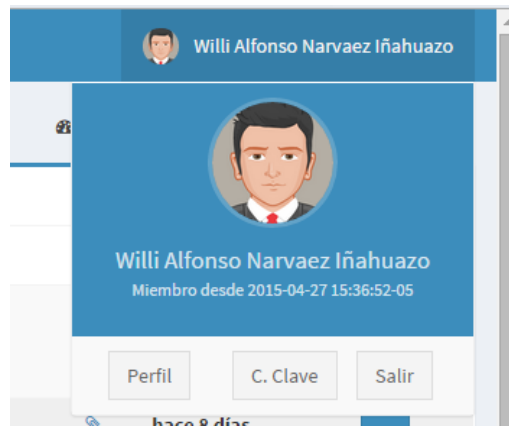 Willi Alfonso Narvaez Iñahuazo
Willi Alfonso Narvaez Iñahuazo
Miembro desde 2015-04-27 15:36:52-05
Perfil
C. Clave
Salir
hace 8 días